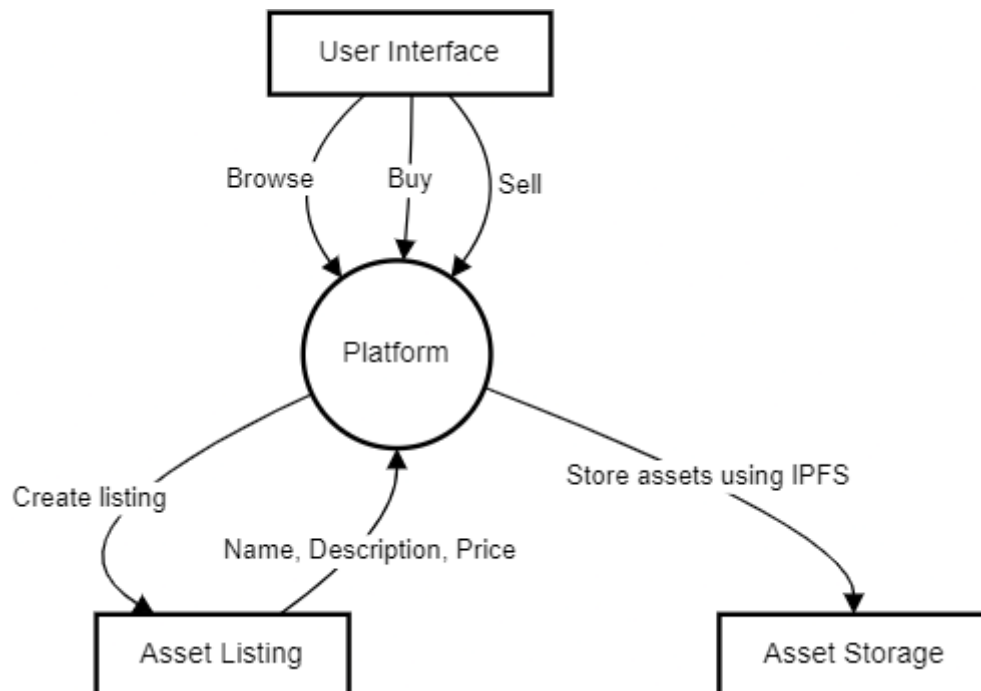 User Interface
Browse
Buy
Sell
Platform
Store assets using IPFS
Create listing
Name, Description, Price
Asset Listing
Asset Storage